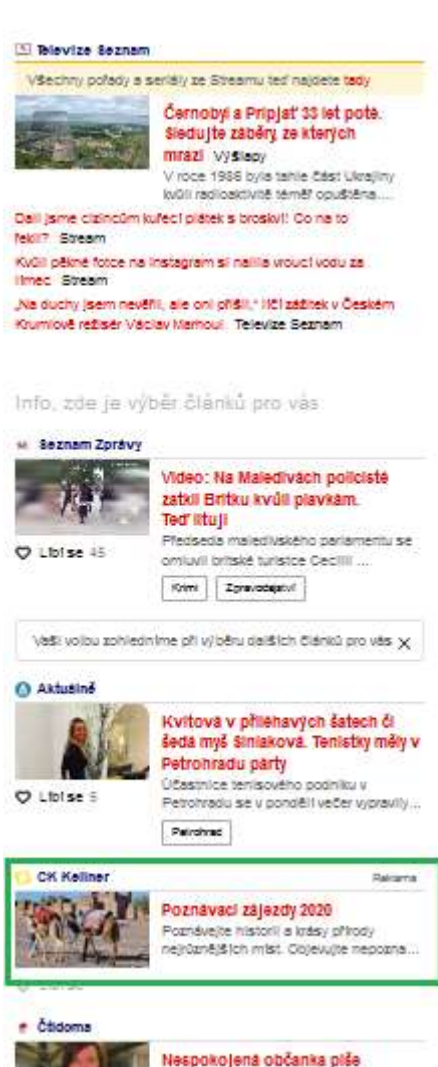 Televize Seznam
Všechny pořady a seriály ze Streamu teď najdete tady
Černobyl a Pripjať 33 let poté.
Sledujte záběry, ze kterých
mrazí Výšlapy
V roce 1986 byla tahle část Ukrajiny
kvůli radioaktivitě téměř opuštěna....
Dali jsme cizincům kuřecí plátek s broskví: Co na to
řekli? Stream
Kvůli pěkné fotce na Instagram si nalila vroucí vodu za
límec Stream
„Na duchy jsem nevěřil, ale oni přišli," líčí zážitek v Českém
Krumlově režisér Václav Marhoul. Televize Seznam
Info, zde je výběr článků pro vás
Seznam Zprávy
Video: Na Maledivách policisté
zatkli Britku kvůli plavkám.
Teď litují
Předseda maledivského parlamentu se
omluvil britské turistce Cecilii ...
Líbí se 45
Krimi Zpravodajství
Vaši volbu zohledníme při výběru dalších článků pro vás ×
Aktuálně
Kvitová v přiléhavých šatech či
šedá myš Siniaková. Tenistky měly v
Petrohradu párty
Účastnice tenisového podniku v
Petrohradu se v pondělí večer vypravily...
Líbí se 5
Petrohrad
CK Kellner Reklama
Poznávací zájezdy 2020
Poznávejte historii a krásy přírody
nejrůznějších míst. Objevujte nepozna...
Čtidoma
Nespokojená občanka píše